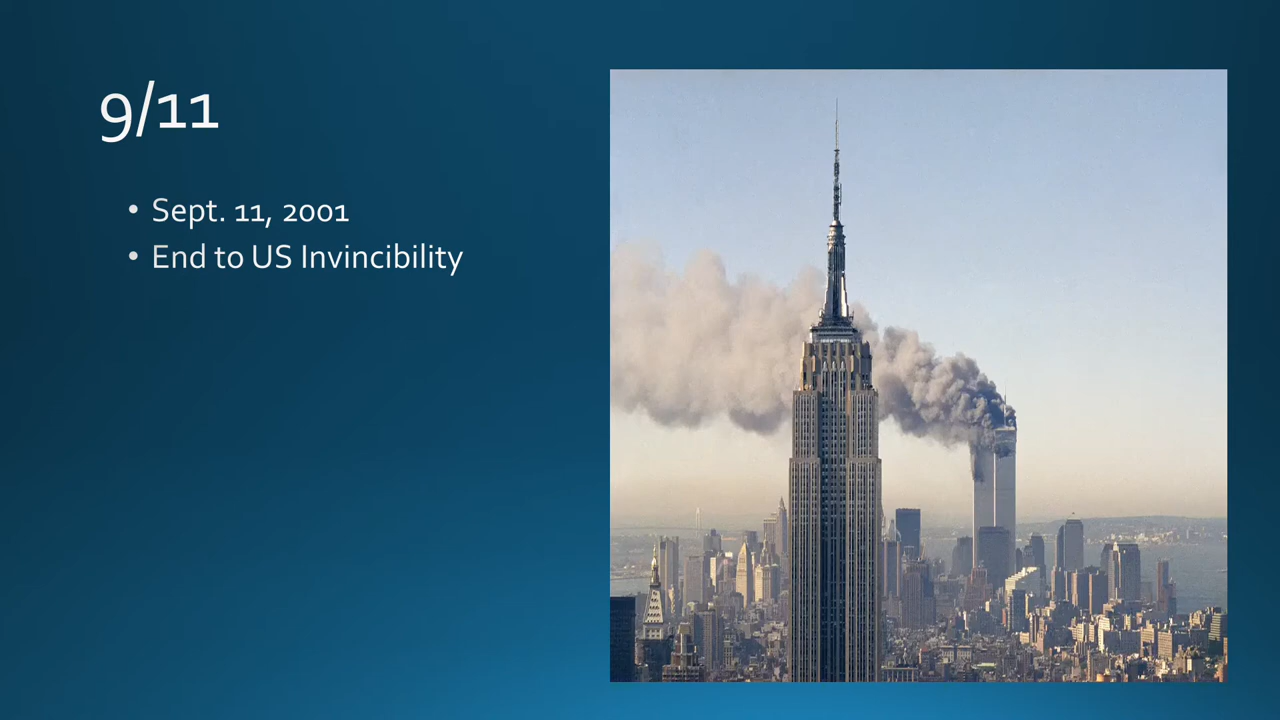 9/11
• Sept. 11, 2001
• End to US Invincibility